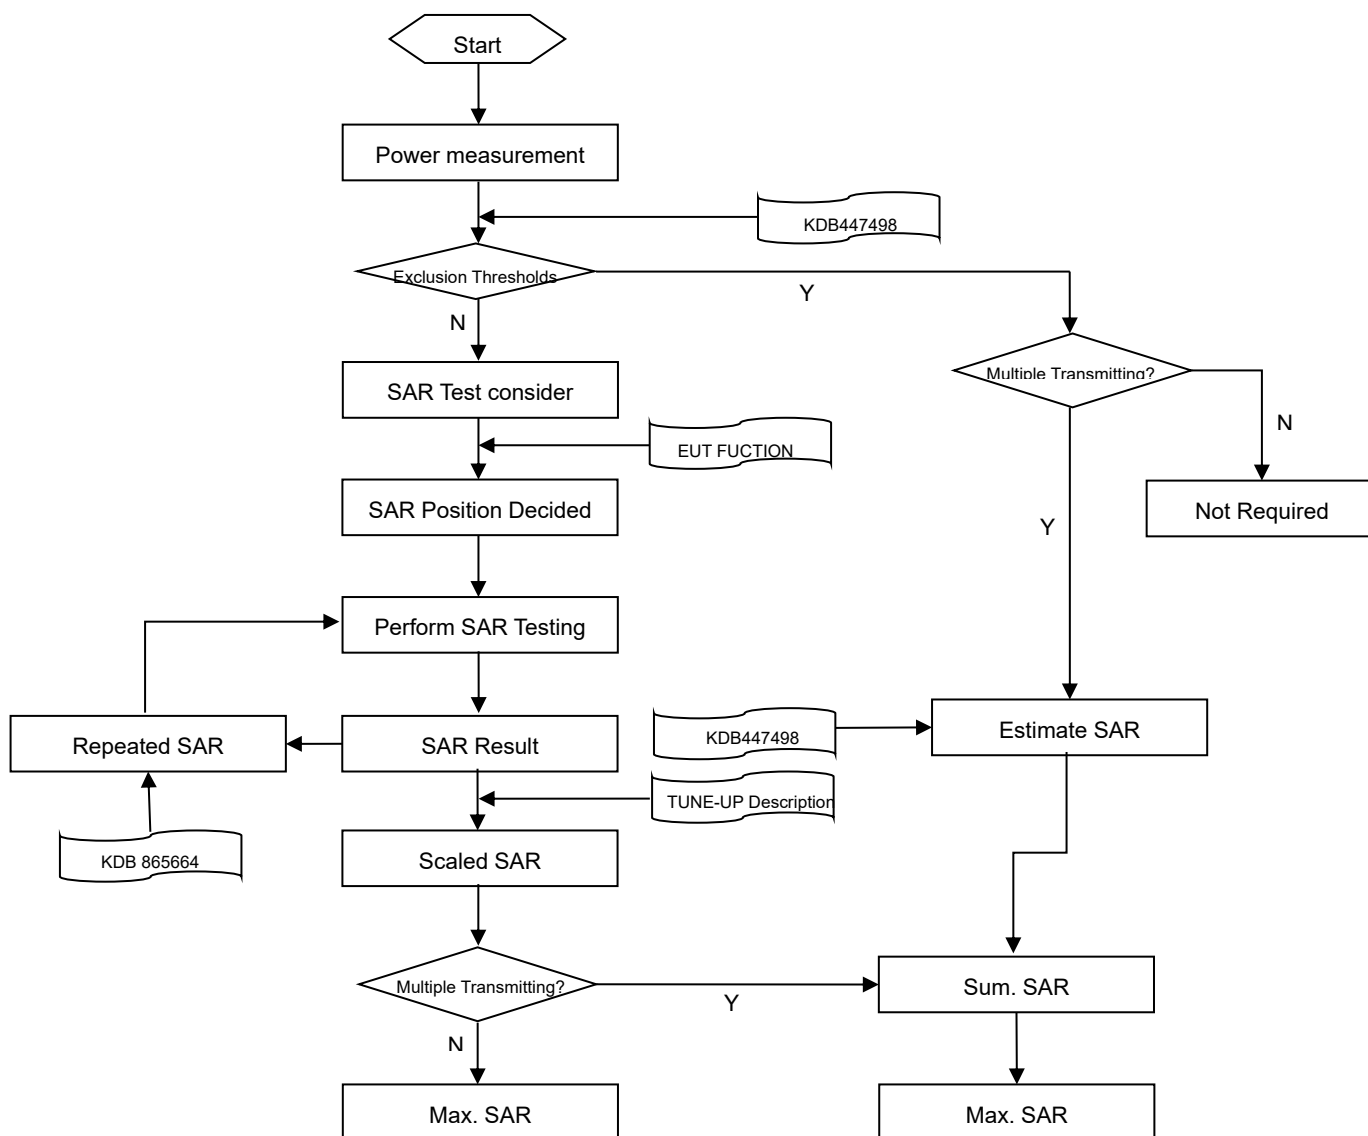 Start
Power measurement
KDB447498
Exclusion Thresholds
Y
N
Multiple Transmitting?
SAR Test consider
N
EUT FUCTION
SAR Position Decided
Not Required
Y
Perform SAR Testing
Repeated SAR
SAR Result
KDB447498
Estimate SAR
TUNE-UP Description
KDB 865664
Scaled SAR
Multiple Transmitting?
Y
Sum. SAR
N
Max. SAR
Max. SAR